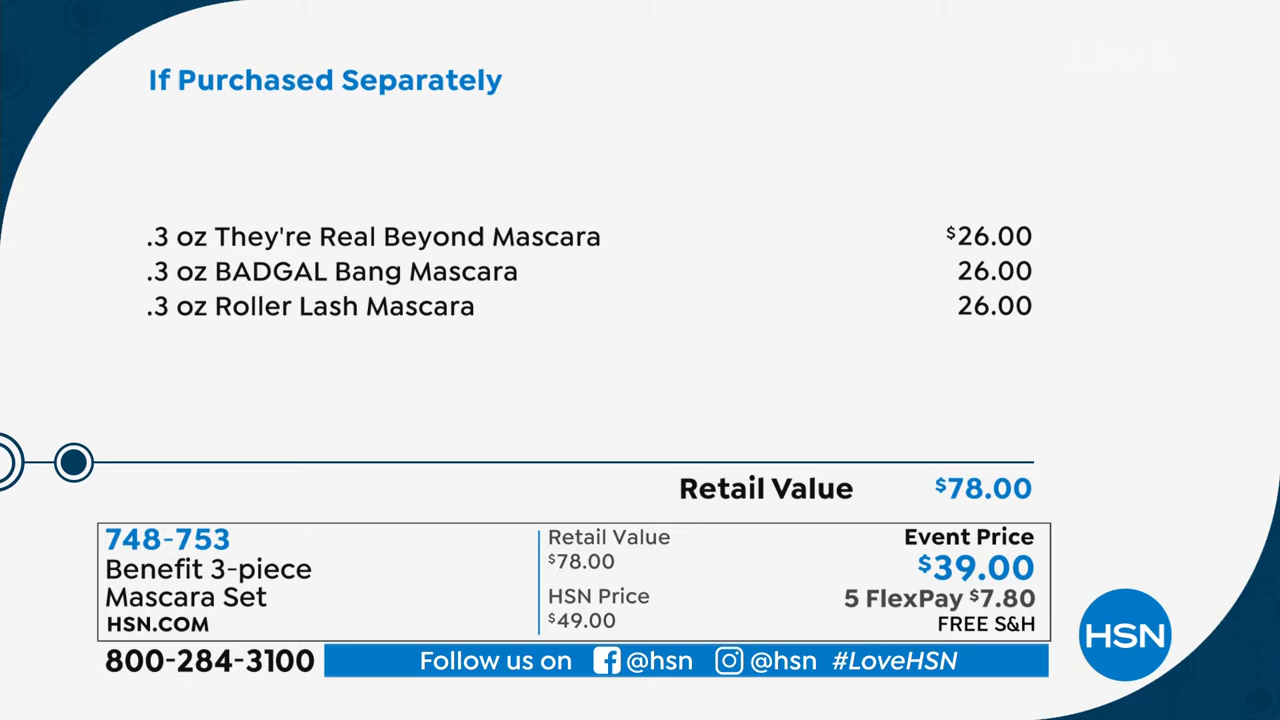 If Purchased Separately
.3 oz They're Real Beyond Mascara $26.00
.3 oz BADGAL Bang Mascara 26.00
.3 oz Roller Lash Mascara 26.00
Retail Value $78.00
748-753
Benefit 3-piece
Mascara Set
HSN.COM
Retail Value
$78.00
HSN Price
$49.00
Event Price
$39.00
5 FlexPay $7.80
FREE S&H
HSN
800-284-3100
Follow us on @hsn @hsn #LoveHSN